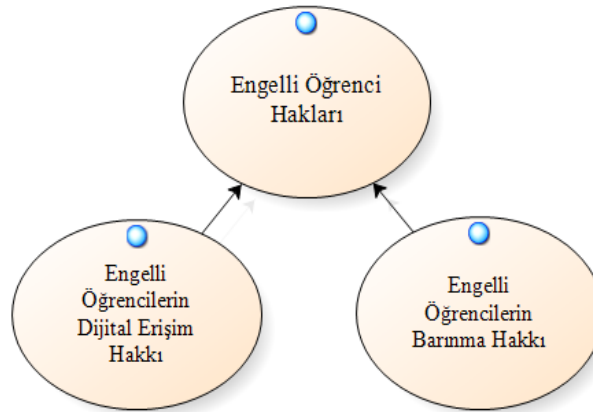 Engelli Öğrenci
Hakları
Engelli
Öğrencilerin
Dijital Erişim
Hakkı
Engelli
Öğrencilerin
Barınma Hakkı